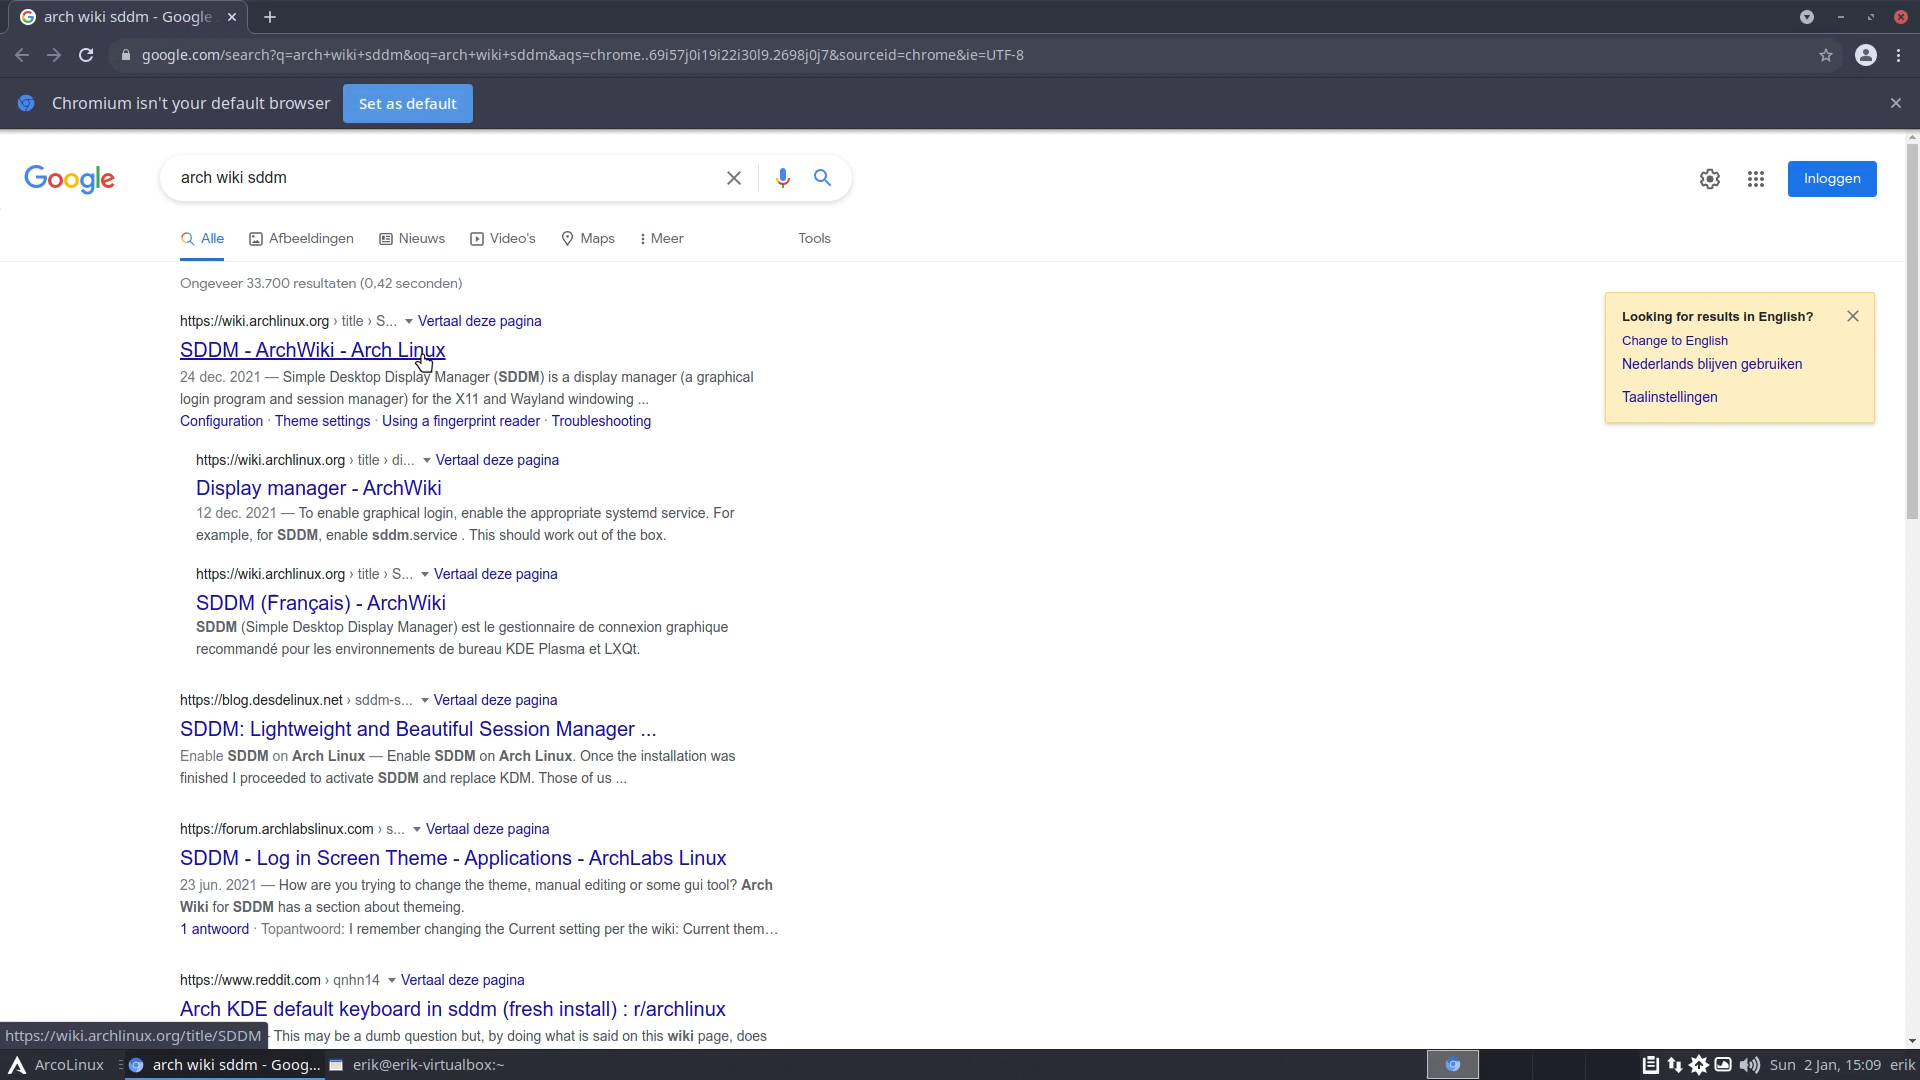 arch wiki sddm - Google
google.com/search?q=arch+wiki+sddm&oq=arch+wiki+sddm&aqs=chrome..69i57j0i19i22i30l9.2698j0j7&sourceid=chrome&ie=UTF-8
Chromium isn't your default browser Set as default
Google arch wiki sddm Inloggen
Alle Afbeeldingen Nieuws Video's Maps Meer Tools
Ongeveer 33.700 resultaten (0,42 seconden)
https://wiki.archlinux.org › title › S... Vertaal deze pagina
SDDM - ArchWiki - Arch Linux
24 dec. 2021 — Simple Desktop Display Manager (SDDM) is a display manager (a graphical
login program and session manager) for the X11 and Wayland windowing ...
Configuration · Theme settings · Using a fingerprint reader · Troubleshooting
Looking for results in English?
Change to English
Nederlands blijven gebruiken
Taalinstellingen
https://wiki.archlinux.org › title › di... Vertaal deze pagina
Display manager - ArchWiki
12 dec. 2021 — To enable graphical login, enable the appropriate systemd service. For
example, for SDDM, enable sddm.service . This should work out of the box.
https://wiki.archlinux.org › title › S... Vertaal deze pagina
SDDM (Français) - ArchWiki
SDDM (Simple Desktop Display Manager) est le gestionnaire de connexion graphique
recommandé pour les environnements de bureau KDE Plasma et LXQt.
https://blog.desdelinux.net › sddm-s... Vertaal deze pagina
SDDM: Lightweight and Beautiful Session Manager ...
Enable SDDM on Arch Linux — Enable SDDM on Arch Linux. Once the installation was
finished I proceeded to activate SDDM and replace KDM. Those of us ...
https://forum.archlabslinux.com › s... Vertaal deze pagina
SDDM - Log in Screen Theme - Applications - ArchLabs Linux
23 jun. 2021 — How are you trying to change the theme, manual editing or some gui tool? Arch
Wiki for SDDM has a section about themeing.
1 antwoord · Topantwoord: I remember changing the Current setting per the wiki: Current them...
https://www.reddit.com › qnhn14 Vertaal deze pagina
Arch KDE default keyboard in sddm (fresh install) : r/archlinux
This may be a dumb question but, by doing what is said on this wiki page, does
https://wiki.archlinux.org/title/SDDM
ArcoLinux arch wiki sddm - Goog... erik@erik-virtualbox:~ Sun 2 Jan, 15:09 erik